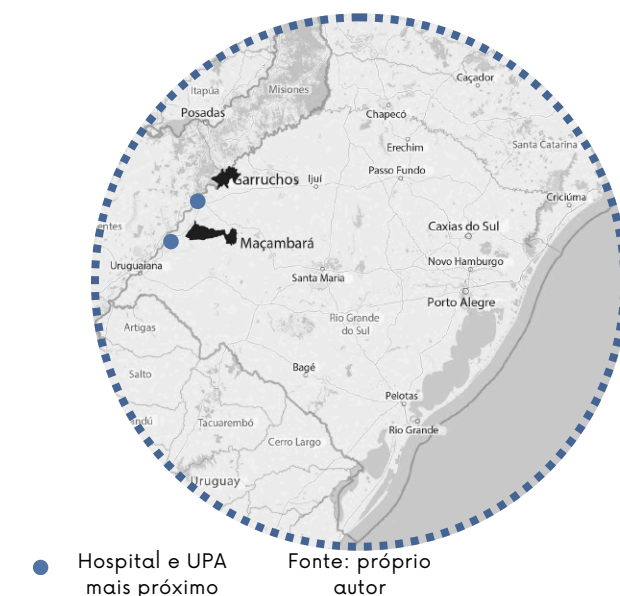 Caçador
Itapúa
Misiones
Posadas
Chapecó
Erechim
Santa Catarina
Passo Fundo
Garruchos
Ijuí
Criciúma
entes
Caxias do Sul
Maçambará
Uruguaiana
Novo Hamburgo
Santa Maria
Porto Alegre
Rio Grande
do Sul
Artigas
Bagé
Salto
Pelotas
ndú
Tacuarembó
Rio Grande
Cerro Largo
Uruguay
Hospital e UPA
mais próximo
Fonte: próprio
autor